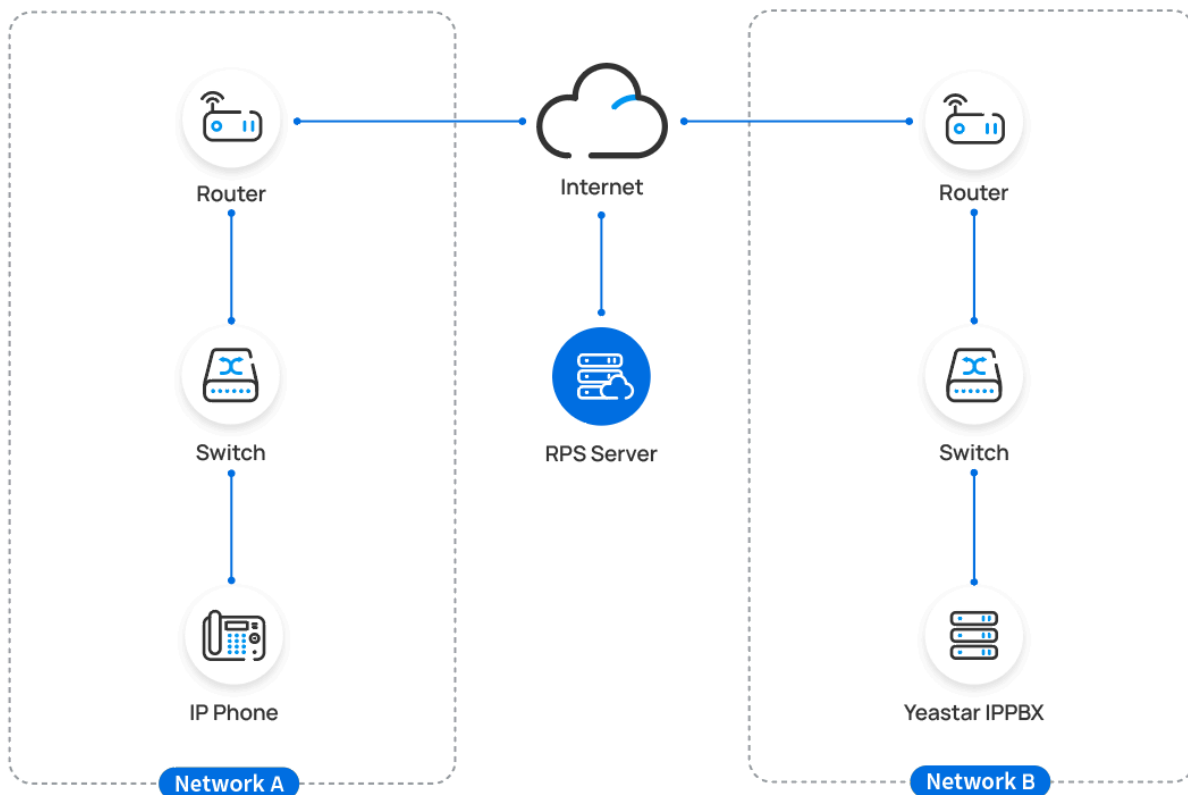 Router
Internet
Router
Switch
RPS Server
Switch
IP Phone
Yeastar IPPBX
Network A
Network B